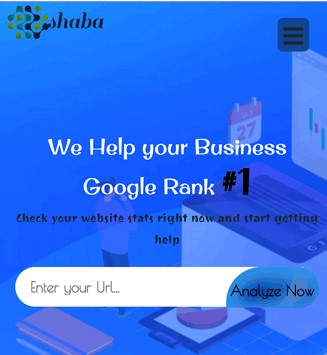 shaba
27
We Help your Business
Google Rank #1
Check your website stats right now and start getting
help
Enter your Url...
Analyze Now